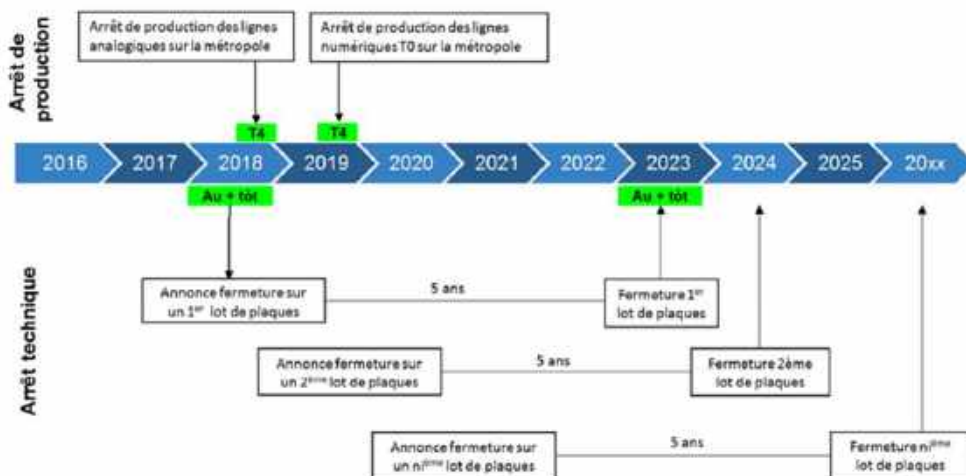 Arrêt de
production
Arrêt de production des lignes
analogiques sur la métropole
Arrêt de production des lignes
numériques T0 sur la métropole
T4
T4
2016
2017
2018
2019
2020
2021
2022
2023
2024
2025
20xx
Au + tôt
Au + tôt
Arrêt technique
Annonce fermeture sur
un 1er lot de plaques
5 ans
Fermeture 1er
lot de plaques
Annonce fermeture sur
un 2ème lot de plaques
5 ans
Fermeture 2ème
lot de plaques
Annonce fermeture sur
un nième lot de plaques
5 ans
Fermeture nième
lot de plaques